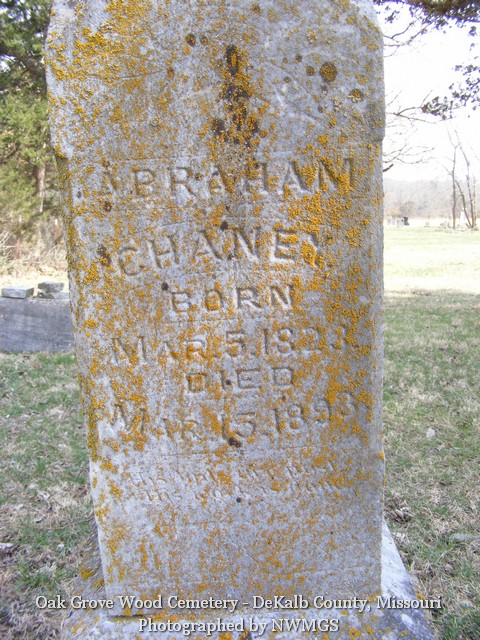 ABRAHAM
CHANEY
BORN
MAR. 5, 1823.
DIED
MAR. 15, 1893.
Oak Grove Wood Cemetery - DeKalb County, Missouri
Photographed by NWMGS